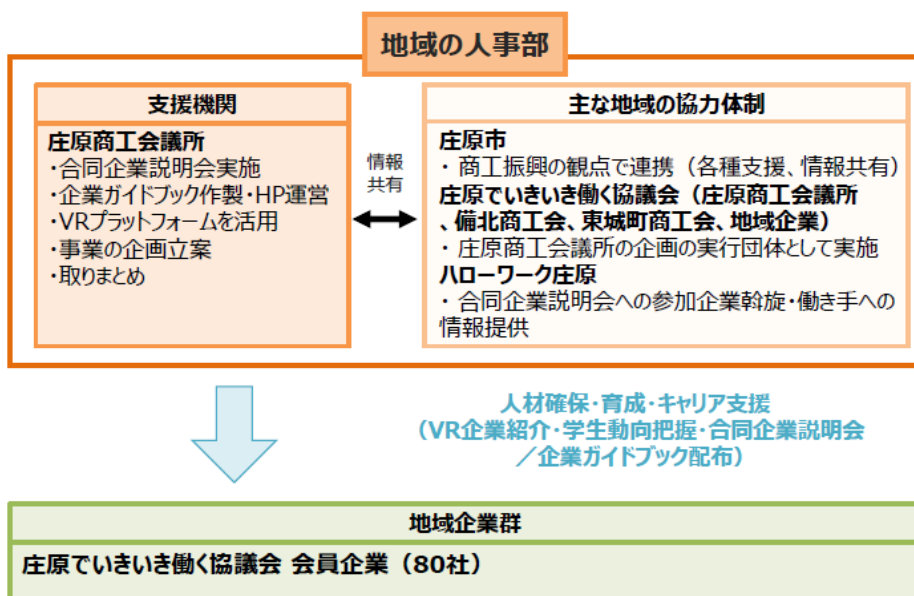 地域の人事部
支援機関
庄原商工会議所
・合同企業説明会実施
・企業ガイドブック作製・HP運営
・VRプラットフォームを活用
・事業の企画立案
・取りまとめ
情報
共有
主な地域の協力体制
庄原市
・ 商工振興の観点で連携（各種支援、情報共有）
庄原でいきいき働く協議会（庄原商工会議所
、備北商工会、東城町商工会、地域企業）
・ 庄原商工会議所の企画の実行団体として実施
ハローワーク庄原
・ 合同企業説明会への参加企業斡旋・働き手への
情報提供
人材確保・育成・キャリア支援
（VR企業紹介・学生動向把握・合同企業説明会
／企業ガイドブック配布）
地域企業群
庄原でいきいき働く協議会 会員企業（80社）